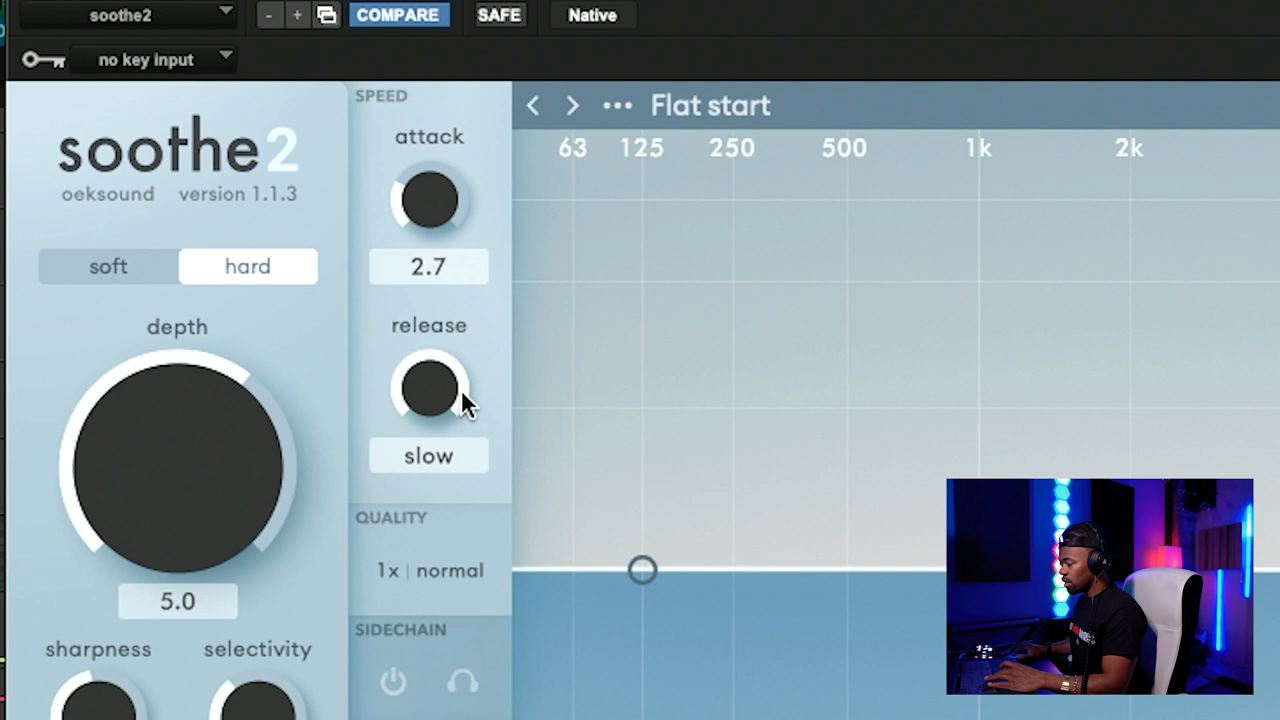 soothe2
- + COMPARE SAFE Native
no key input
soothe2
oeksound version 1.1.3
soft hard
depth
5.0
sharpness selectivity
SPEED
attack
2.7
release
slow
QUALITY
1x | normal
SIDECHAIN
Flat start
63 125 250 500 1k 2k